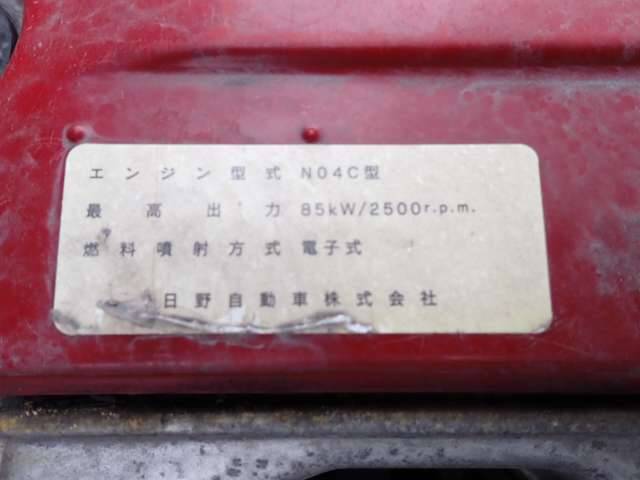 エンジン型式 N04C型
最高出力 85kW/2500r.p.m.
燃料噴射方式 電子式
日野自動車株式会社